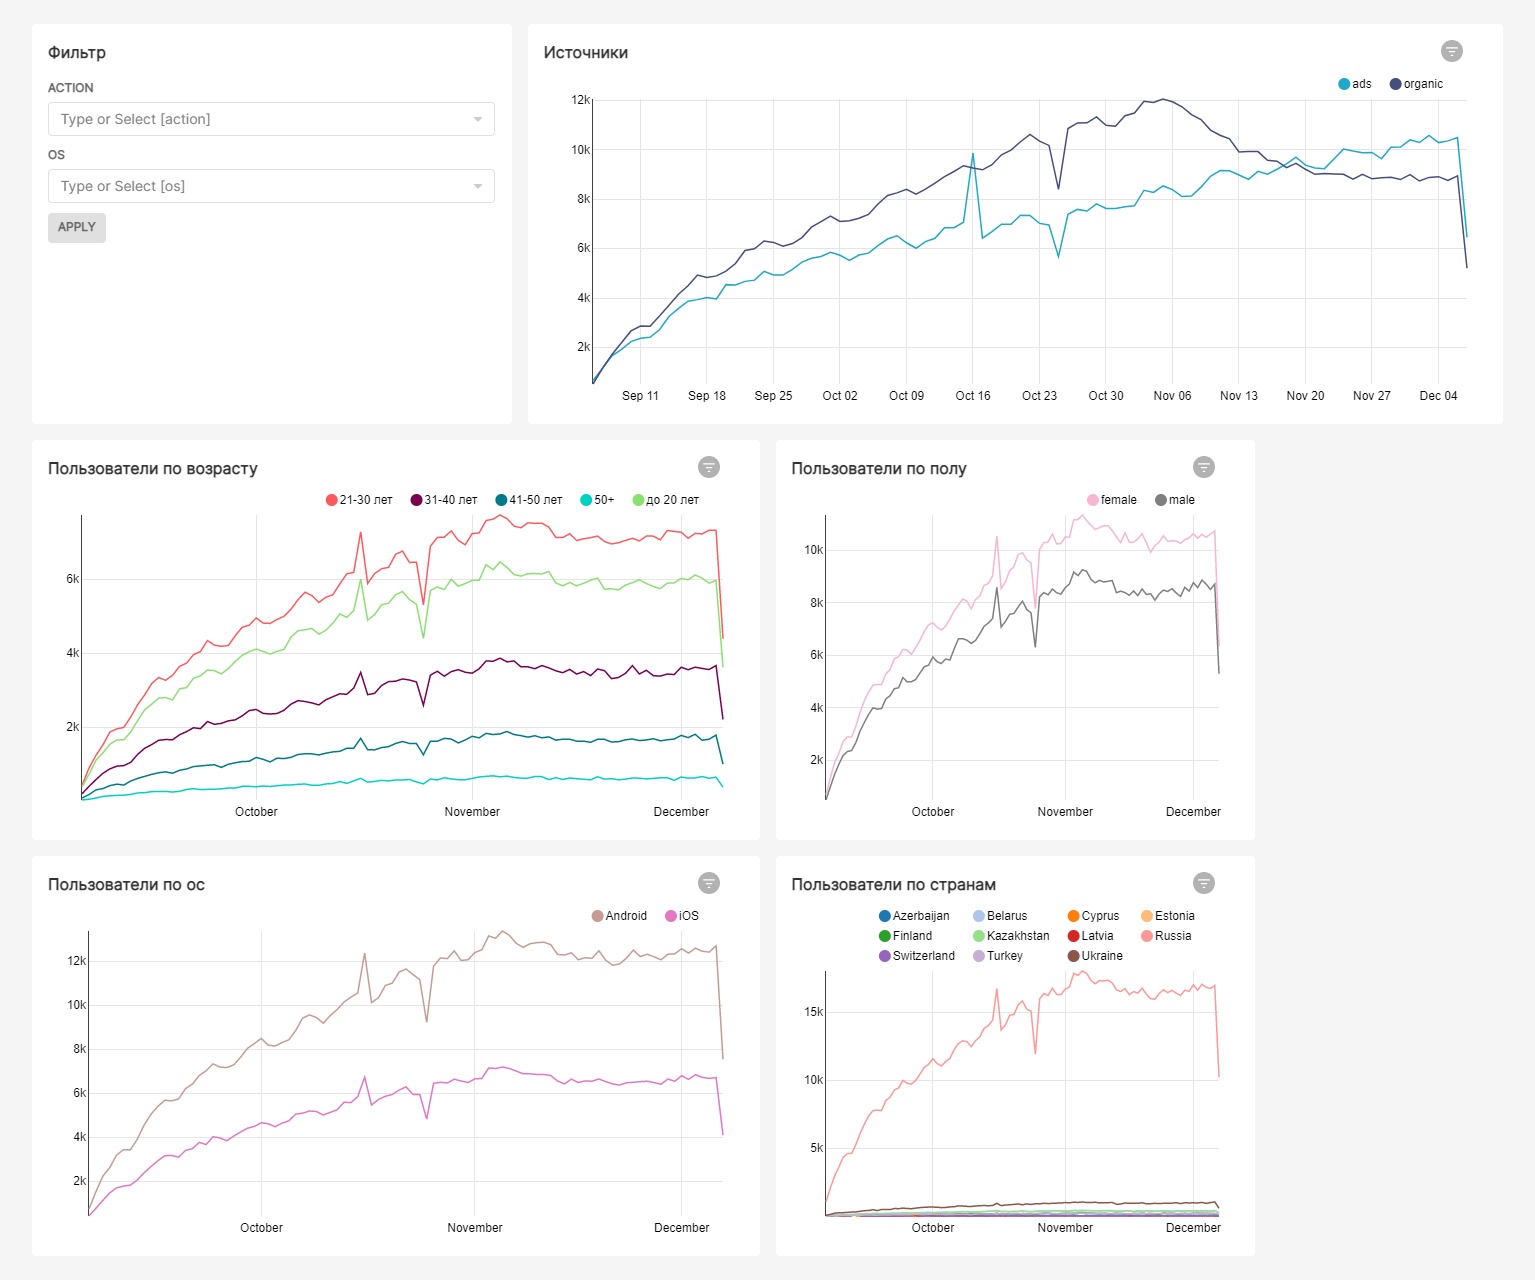 Фильтр
ACTION
Type or Select [action]
OS
Type or Select [os]
APPLY
Источники
ads organic
12k
10k
8k
6k
4k
2k
Sep 11 Sep 18 Sep 25 Oct 02 Oct 09 Oct 16 Oct 23 Oct 30 Nov 06 Nov 13 Nov 20 Nov 27 Dec 04
Пользователи по возрасту
21-30 лет 31-40 лет 41-50 лет 50+ до 20 лет
6k
4k
2k
October November December
Пользователи по полу
female male
10k
8k
6k
4k
2k
October November December
Пользователи по ос
Android iOS
12k
10k
8k
6k
4k
2k
October November December
Пользователи по странам
Azerbaijan Belarus Cyprus Estonia
Finland Kazakhstan Latvia Russia
Switzerland Turkey Ukraine
15k
10k
5k
October November December